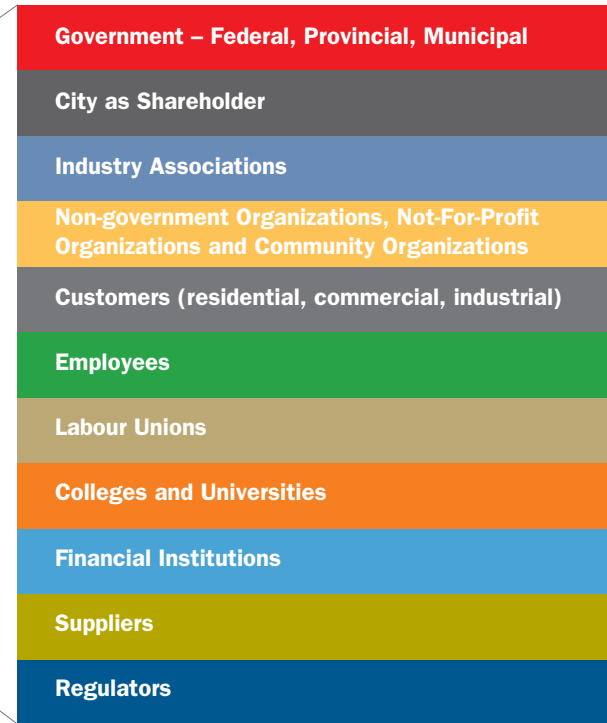 Government – Federal, Provincial, Municipal
City as Shareholder
Industry Associations
Non-government Organizations, Not-For-Profit
Organizations and Community Organizations
Customers (residential, commercial, industrial)
Employees
Labour Unions
Colleges and Universities
Financial Institutions
Suppliers
Regulators